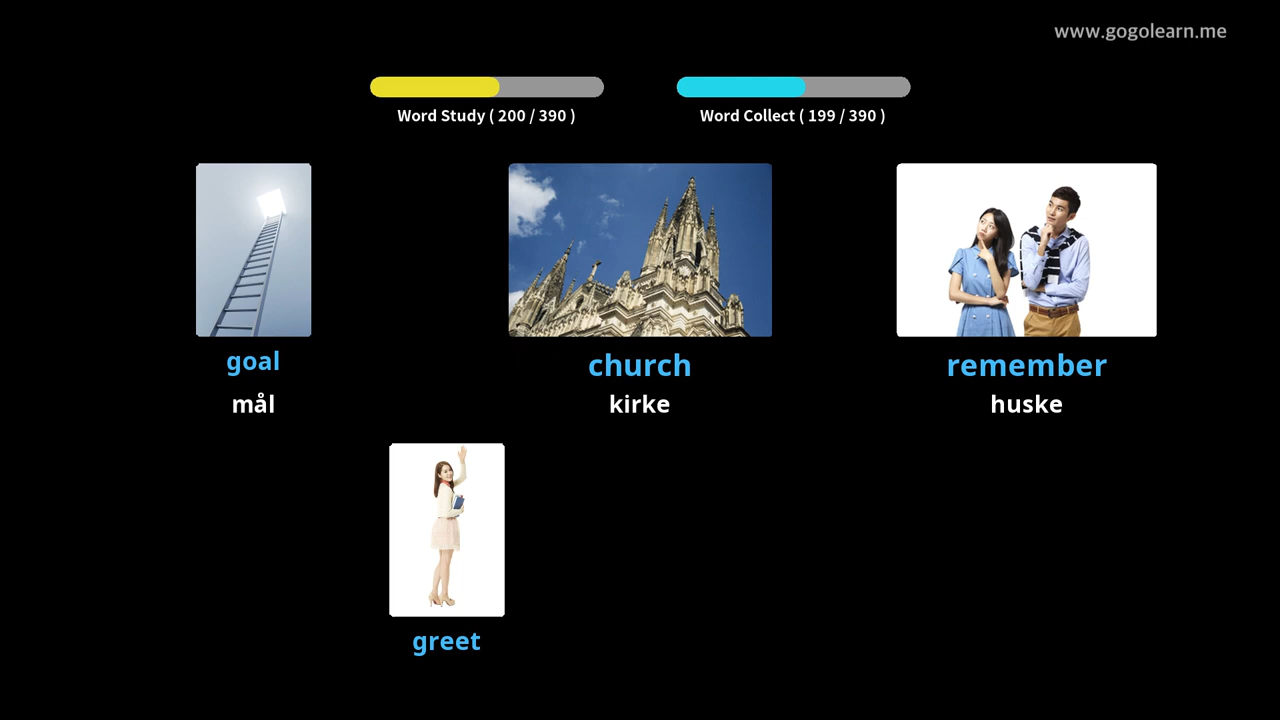 www.gogolearn.me
Word Study ( 200 / 390 )
Word Collect ( 199 / 390 )
goal
mål
church
kirke
remember
huske
greet